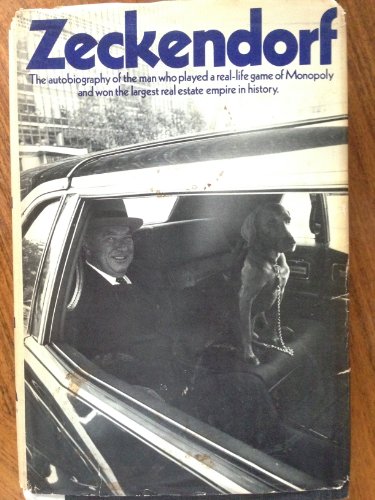 Zeckendorf
The autobiography of the man who played a real-life game of Monopoly
and won the largest real estate empire in history.